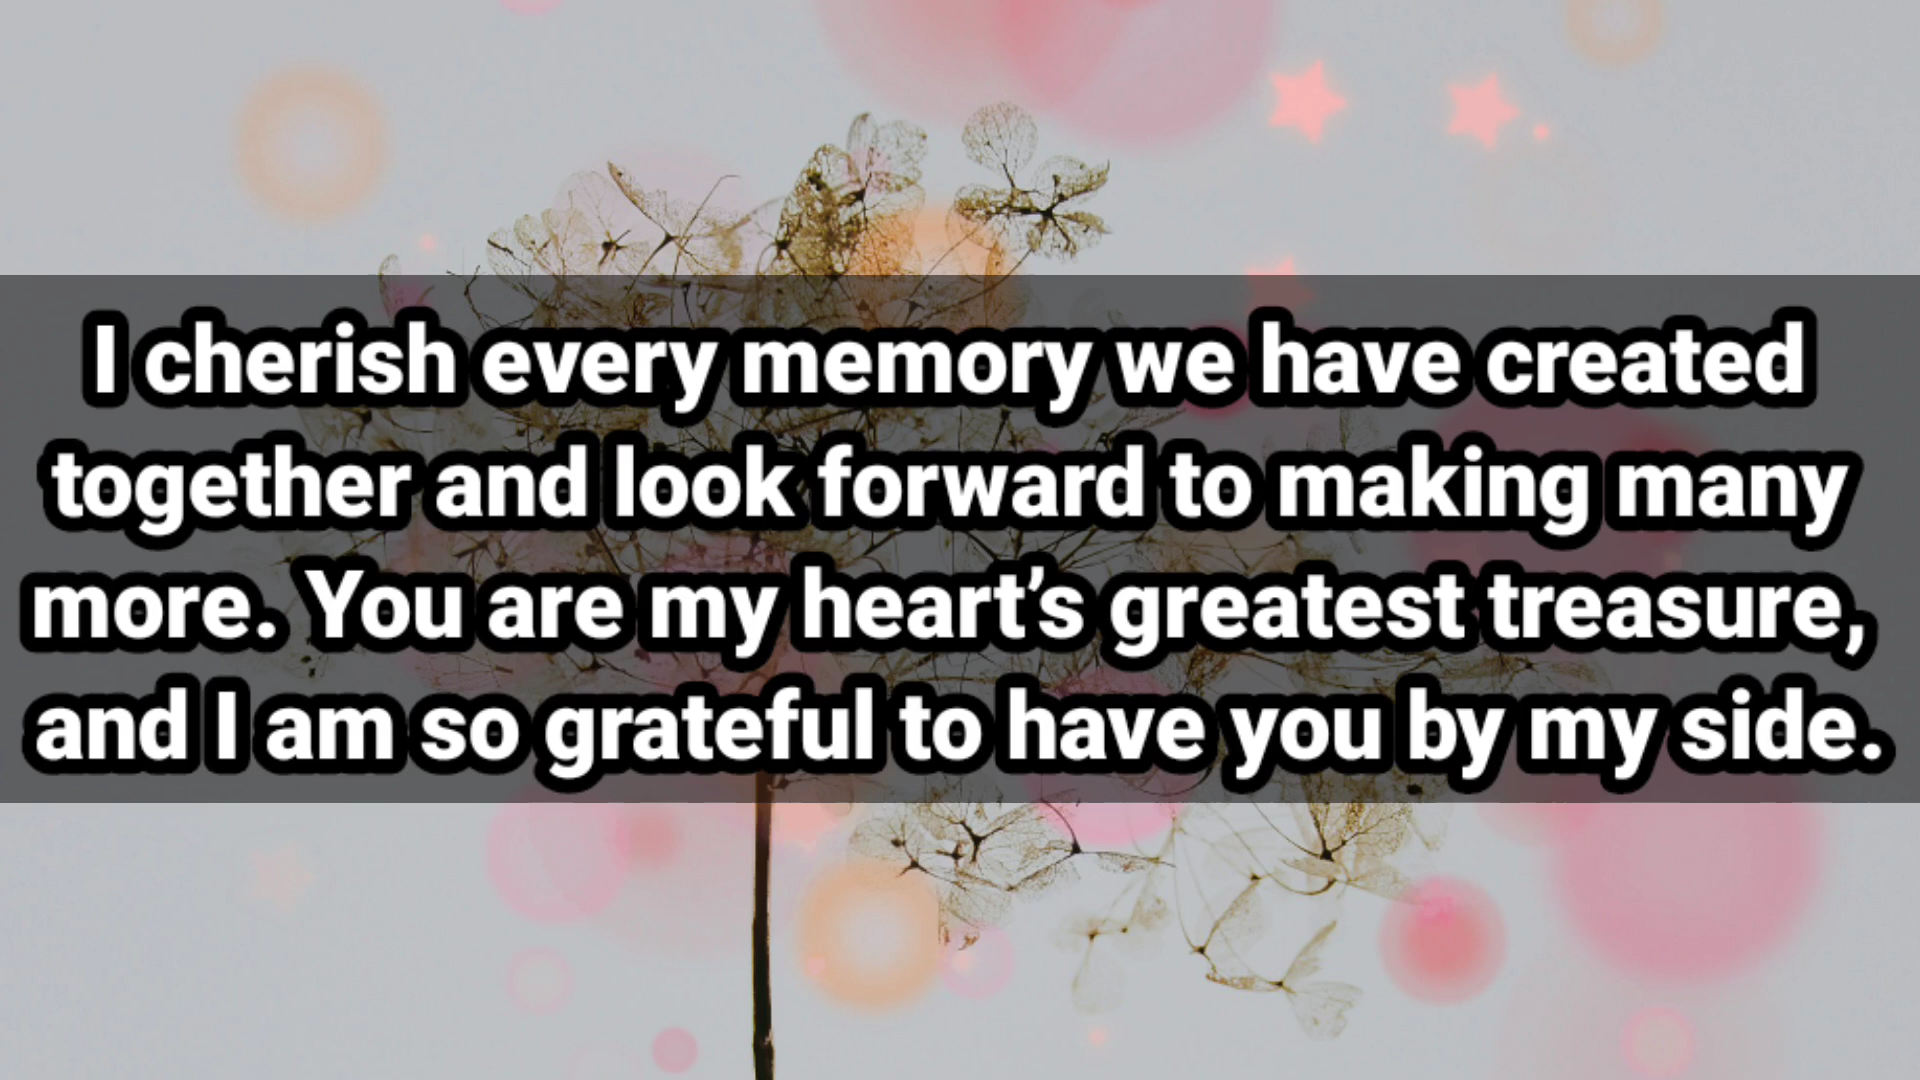 I cherish every memory we have created
together and look forward to making many
more. You are my heart’s greatest treasure,
and I am so grateful to have you by my side.